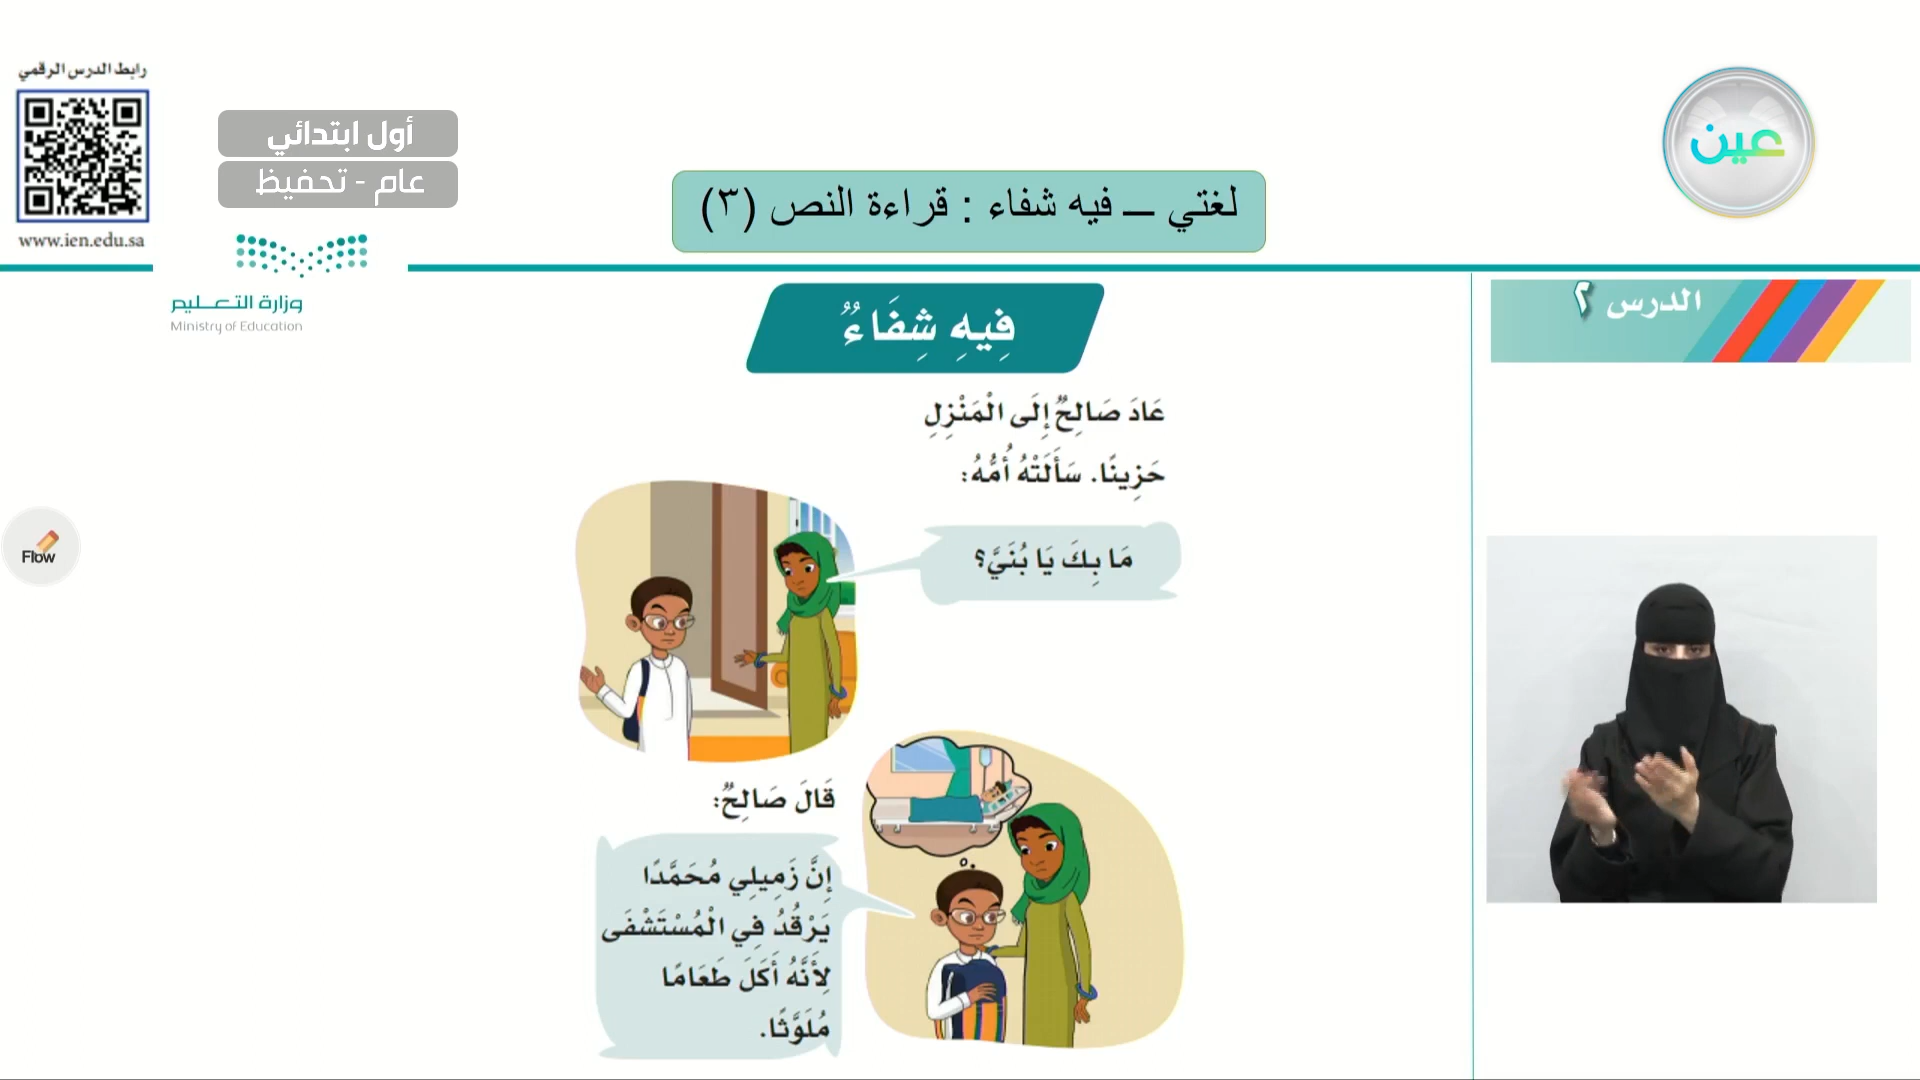 رابط الدرس الرقمي
www.ien.edu.sa
أول ابتدائي
عام - تحفيظ
وزارة التعليم
Ministry of Education
لغتي – فيه شفاء : قراءة النص (٣)
عين
الدرس ٢
فِيهِ شِفَاءٌ
عَادَ صَالِحٌ إِلَى الْمَنْزِلِ
حَزِينًا. سَأَلَتْهُ أُمُّهُ:
مَا بِكَ يَا بُنَيَّ؟
قَالَ صَالِحٌ:
إِنَّ زَمِيلِي مُحَمَّدًا
يَرْقُدُ فِي الْمُسْتَشْفَى
لِأَنَّهُ أَكَلَ طَعَامًا
مُلَوَّثًا.
Flow